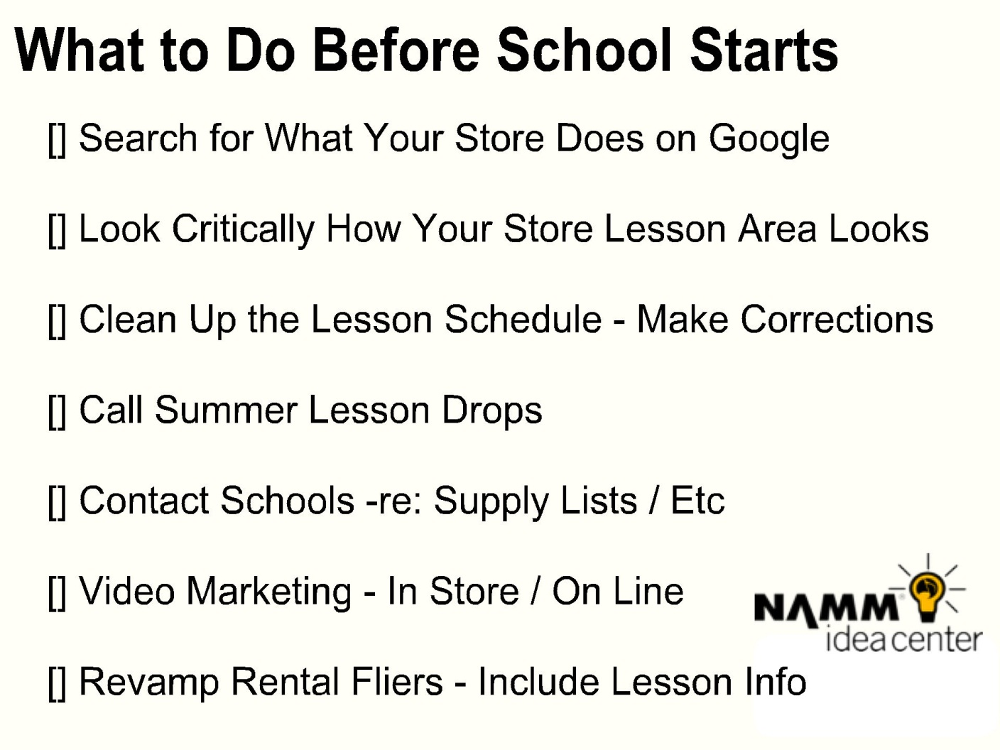 What to Do Before School Starts
[] Search for What Your Store Does on Google
[] Look Critically How Your Store Lesson Area Looks
[] Clean Up the Lesson Schedule - Make Corrections
[] Call Summer Lesson Drops
[] Contact Schools -re: Supply Lists / Etc
[] Video Marketing - In Store / On Line
NAMM®
idea center
[] Revamp Rental Fliers - Include Lesson Info